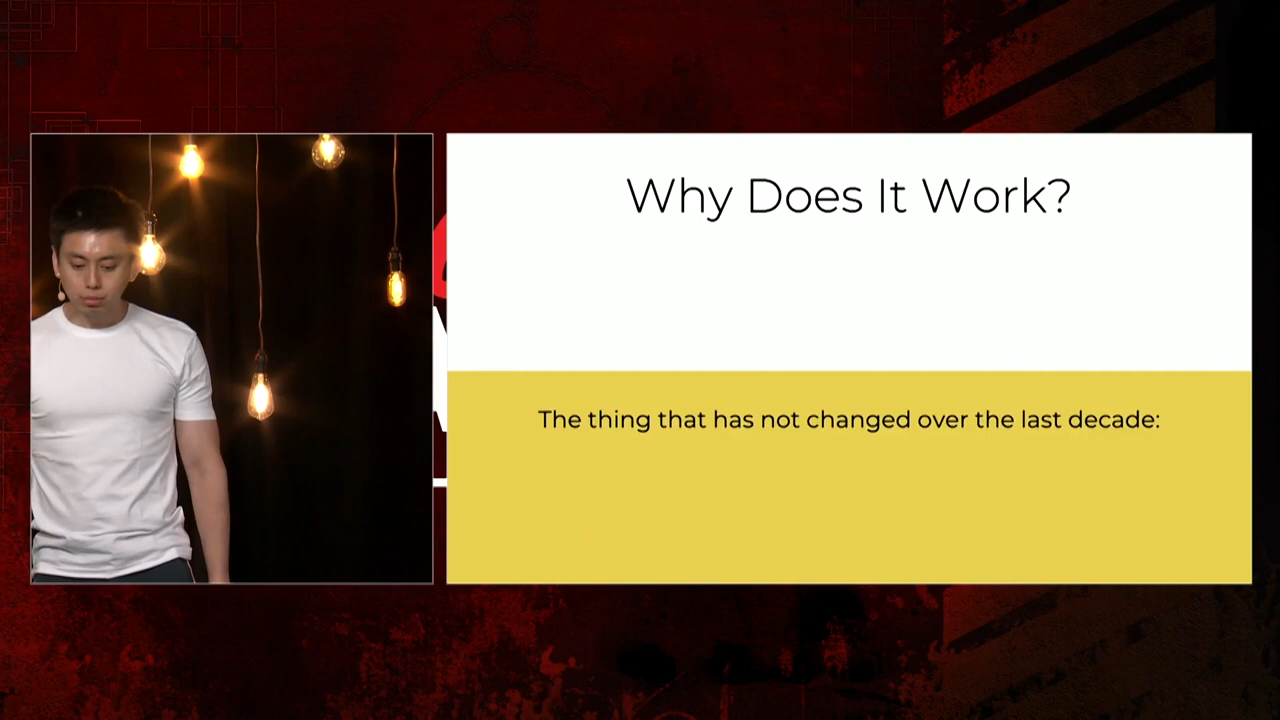 Why Does It Work?
The thing that has not changed over the last decade: